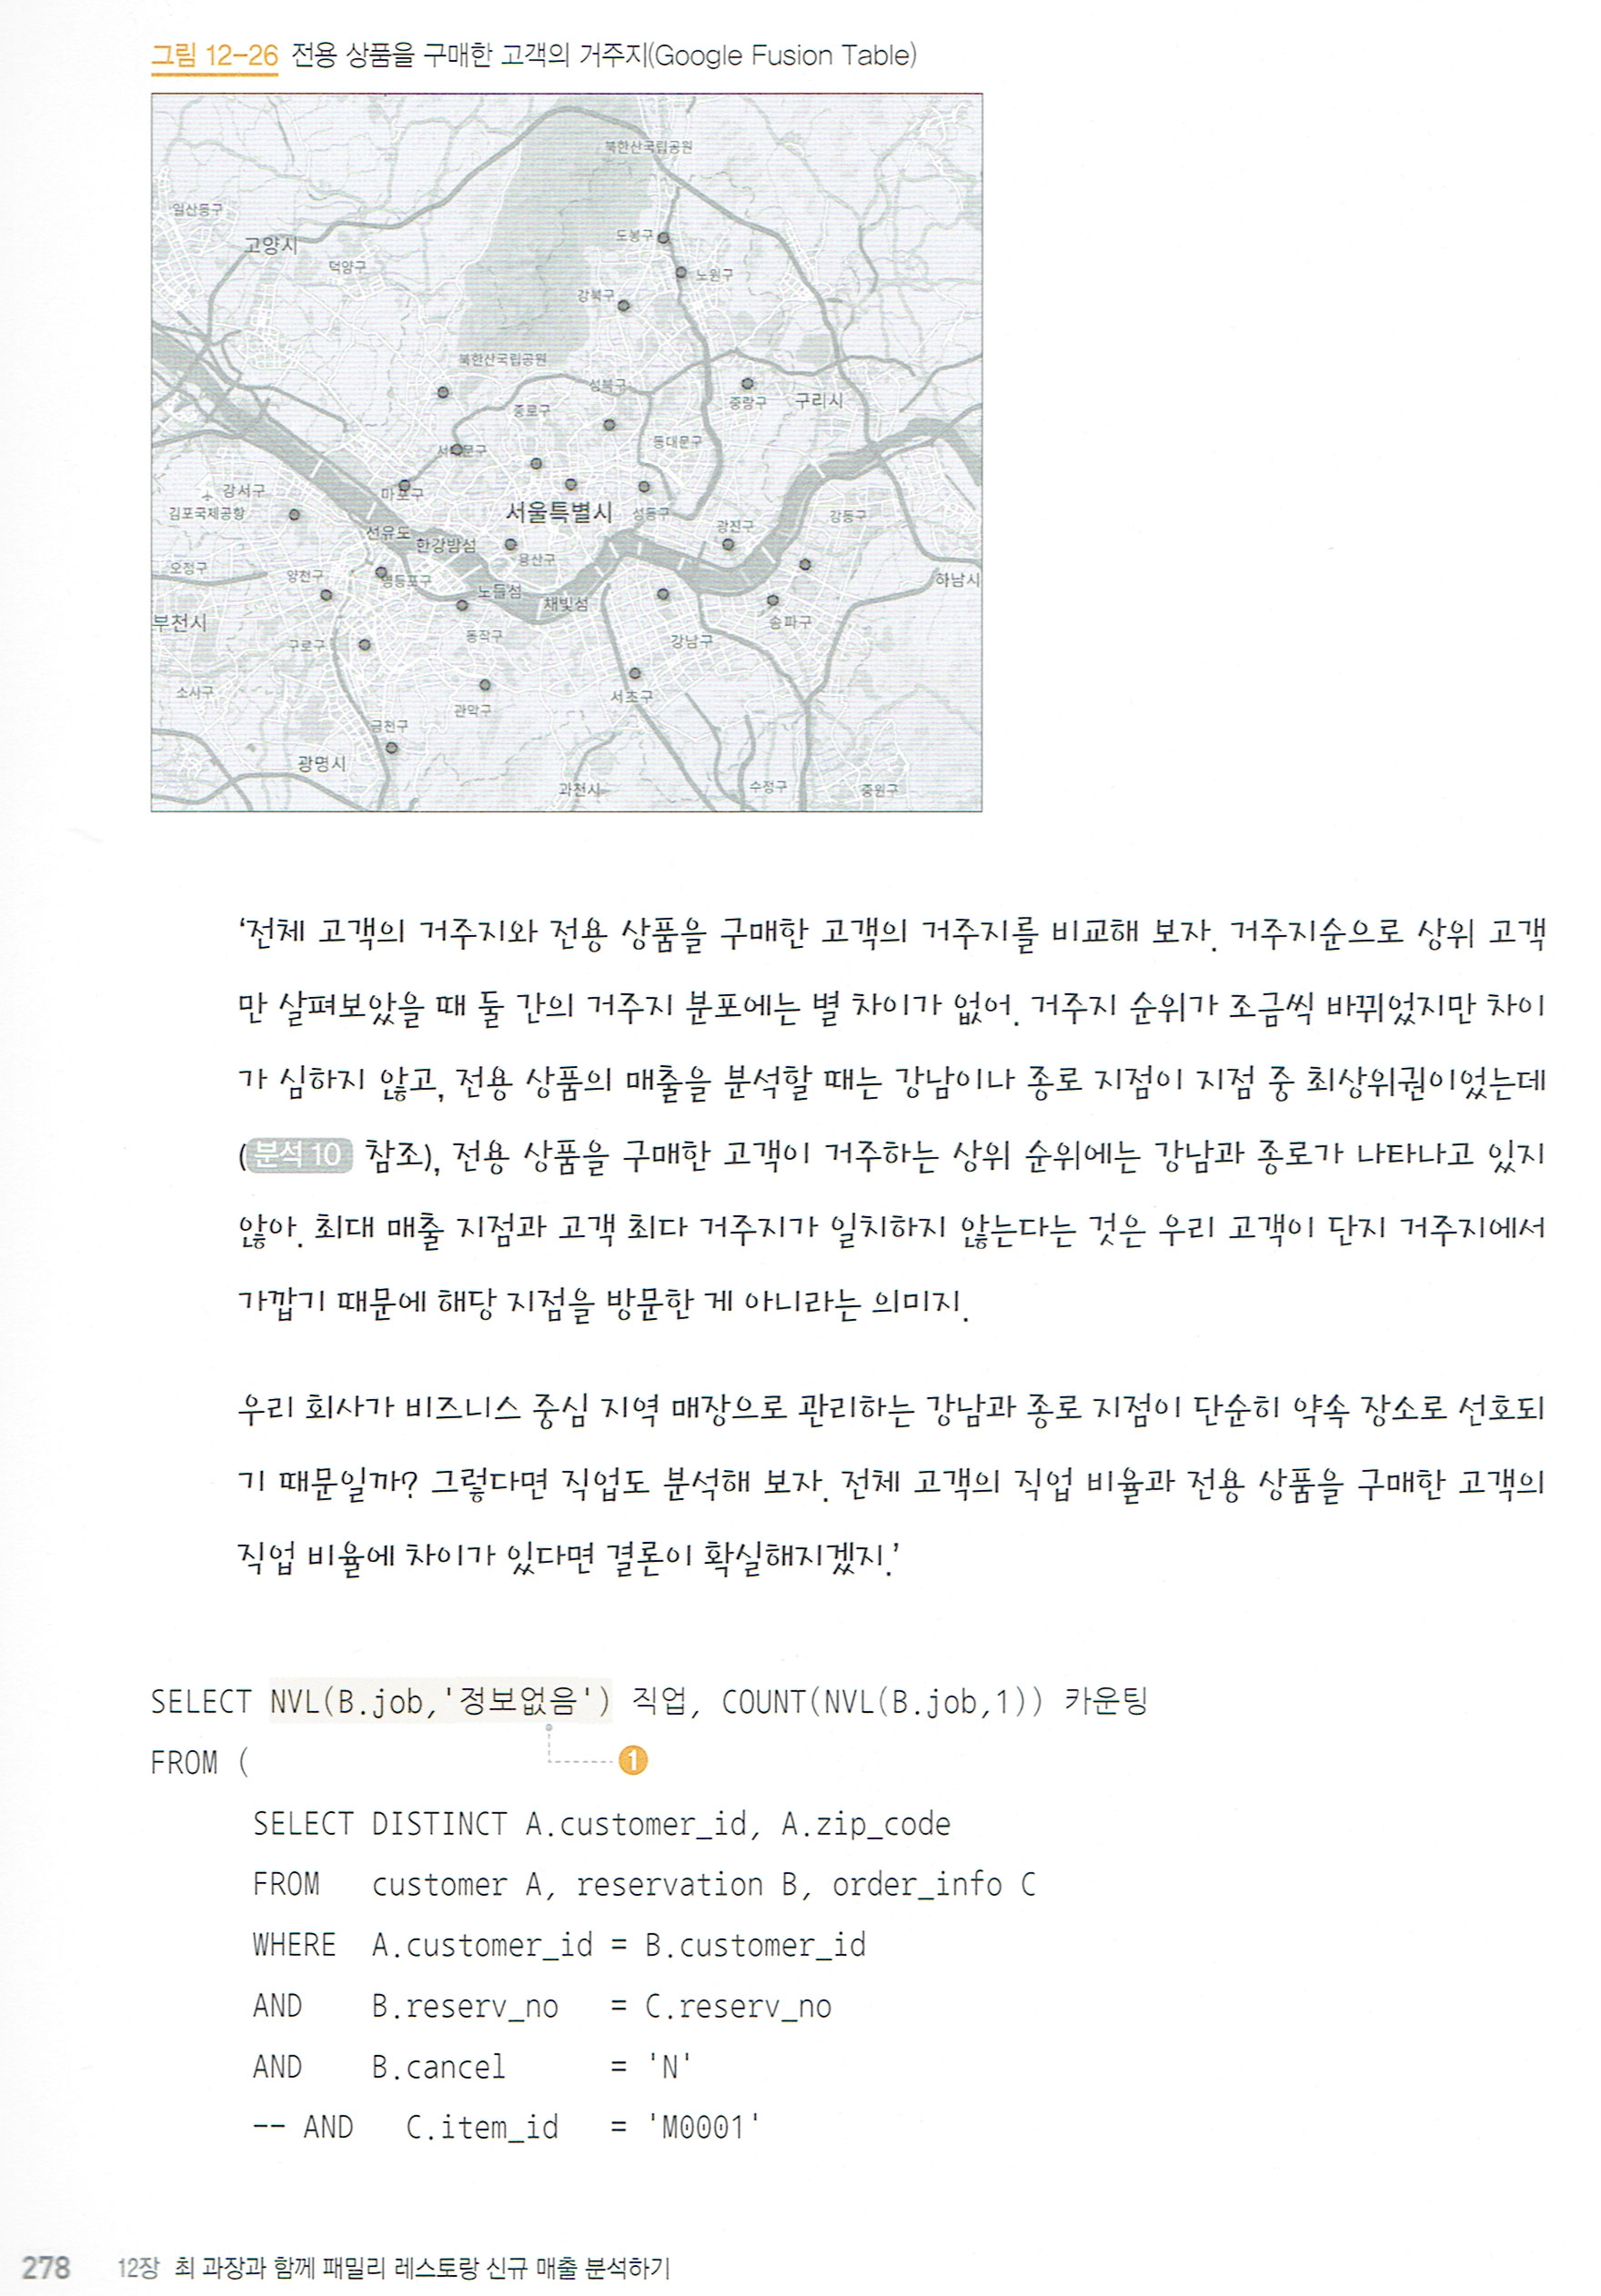 그림 12-26 전용 상품을 구매한 고객의 거주지(Google Fusion Table)
북한산국립공원
일산동구
도봉구
고양시
덕양구
노원구
강북구
북한산국립공원
성북구
종로구
중랑구
구리시
동대문구
마포구
강서구
김포국제공항
서울특별시
성동구
강동구
광진구
선유도
한강밤섬
용산구
오정구
양천구
영등포구
하남시
노들섬
채빛섬
부천시
송파구
구로구
동작구
강남구
소사구
서초구
관악구
금천구
광명시
과천시
수정구
중원구
‘전체 고객의 거주지와 전용 상품을 구매한 고객의 거주지를 비교해 보자. 거주지순으로 상위 고객
만 살펴보았을 때 둘 간의 거주지 분포에는 별 차이가 없어. 거주지 순위가 조금씩 바뀌었지만 차이
가 심하지 않고, 전용 상품의 매출을 분석할 때는 강남이나 종로 지점이 지점 중 최상위권이었는데
(분석 10 참조), 전용 상품을 구매한 고객이 거주하는 상위 순위에는 강남과 종로가 나타나고 있지
않아. 최대 매출 지점과 고객 최다 거주지가 일치하지 않는다는 것은 우리 고객이 단지 거주지에서
가깝기 때문에 해당 지점을 방문한 게 아니라는 의미지.
우리 회사가 비즈니스 중심 지역 매장으로 관리하는 강남과 종로 지점이 단순히 약속 장소로 선호되
기 때문일까? 그렇다면 직업도 분석해 보자. 전체 고객의 직업 비율과 전용 상품을 구매한 고객의
직업 비율에 차이가 있다면 결론이 확실해지겠지.’
SELECT NVL(B.job,'정보없음') 직업, COUNT(NVL(B.job,1)) 카운팅
FROM (
1
SELECT DISTINCT A.customer_id, A.zip_code
FROM customer A, reservation B, order_info C
WHERE A.customer_id = B.customer_id
AND B.reserv_no = C.reserv_no
AND B.cancel = 'N'
-- AND C.item_id = 'M0001'
278 12장 최 과장과 함께 패밀리 레스토랑 신규 매출 분석하기